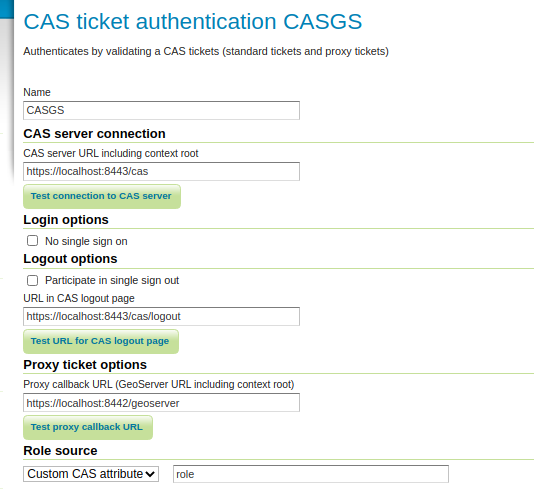 CAS ticket authentication CASGS
Authenticates by validating a CAS tickets (standard tickets and proxy tickets)
Name
CASGS
CAS server connection
CAS server URL including context root
https://localhost:8443/cas
Test connection to CAS server
Login options
No single sign on
Logout options
Participate in single sign out
URL in CAS logout page
https://localhost:8443/cas/logout
Test URL for CAS logout page
Proxy ticket options
Proxy callback URL (GeoServer URL including context root)
https://localhost:8442/geoserver
Test proxy callback URL
Role source
Custom CAS attribute role